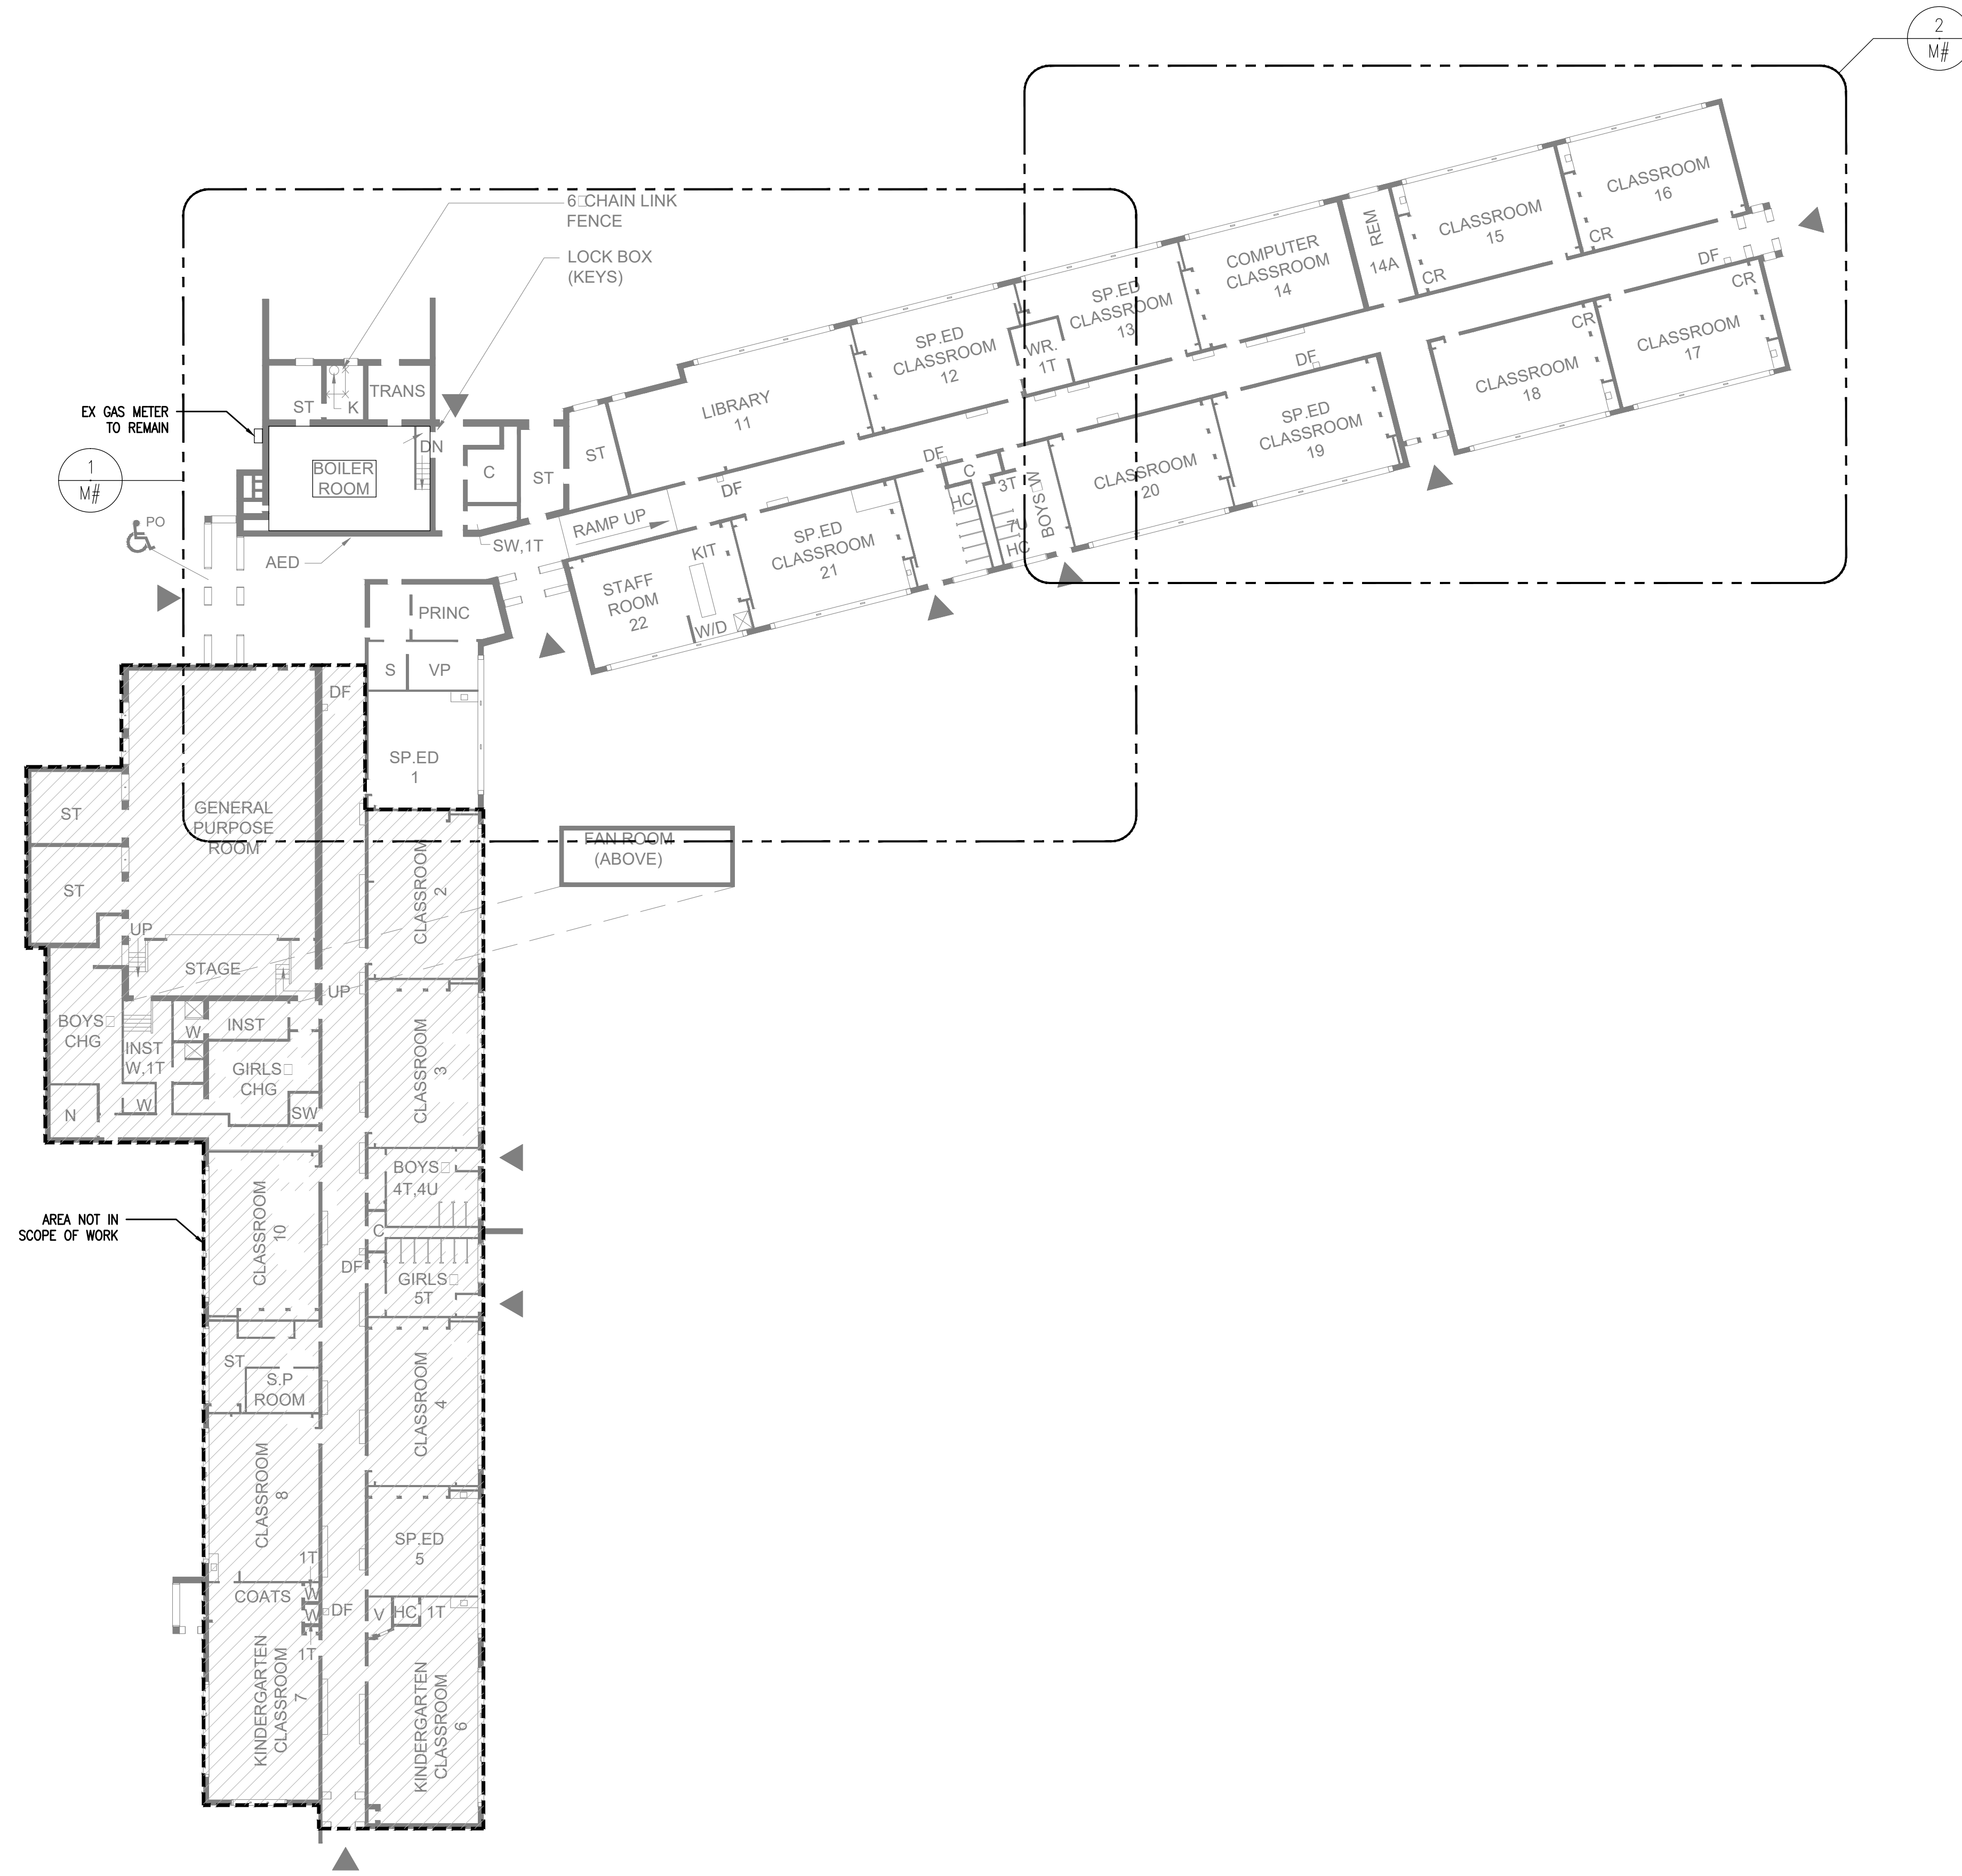 2
M#
6 CHAIN LINK
FENCE
LOCK BOX
(KEYS)
CLASSROOM
16
CLASSROOM
15
REM
14A
CR
CR
DF
CR
COMPUTER
CLASSROOM
14
SP.ED
CLASSROOM
13
WR.
1T
SP.ED
CLASSROOM
12
LIBRARY
11
CLASSROOM
17
CR
CLASSROOM
18
DF
SP.ED
CLASSROOM
19
CLASSROOM
20
TRANS
ST
K
EX GAS METER
TO REMAIN
1
M#
BOILER
ROOM
DN
C
ST
ST
DF
DF
C
HC
3T
7U
HC
BOYS
W
RAMP UP
SW,1T
AED
PO
KIT
SP.ED
CLASSROOM
21
STAFF
ROOM
22
W/D
PRINC
S
VP
DF
SP.ED
1
GENERAL
PURPOSE
ROOM
ST
ST
FAN ROOM
(ABOVE)
CLASSROOM
2
UP
STAGE
UP
BOYS
CHG
INST
W,1T
W
INST
GIRLS
CHG
W
SW
N
CLASSROOM
3
BOYS
4T,4U
C
DF
GIRLS
5T
AREA NOT IN
SCOPE OF WORK
CLASSROOM
10
ST
S.P
ROOM
CLASSROOM
4
CLASSROOM
8
SP.ED
5
1T
COATS
W
W
DF
1T
V
HC
1T
KINDERGARTEN
CLASSROOM
7
KINDERGARTEN
CLASSROOM
6